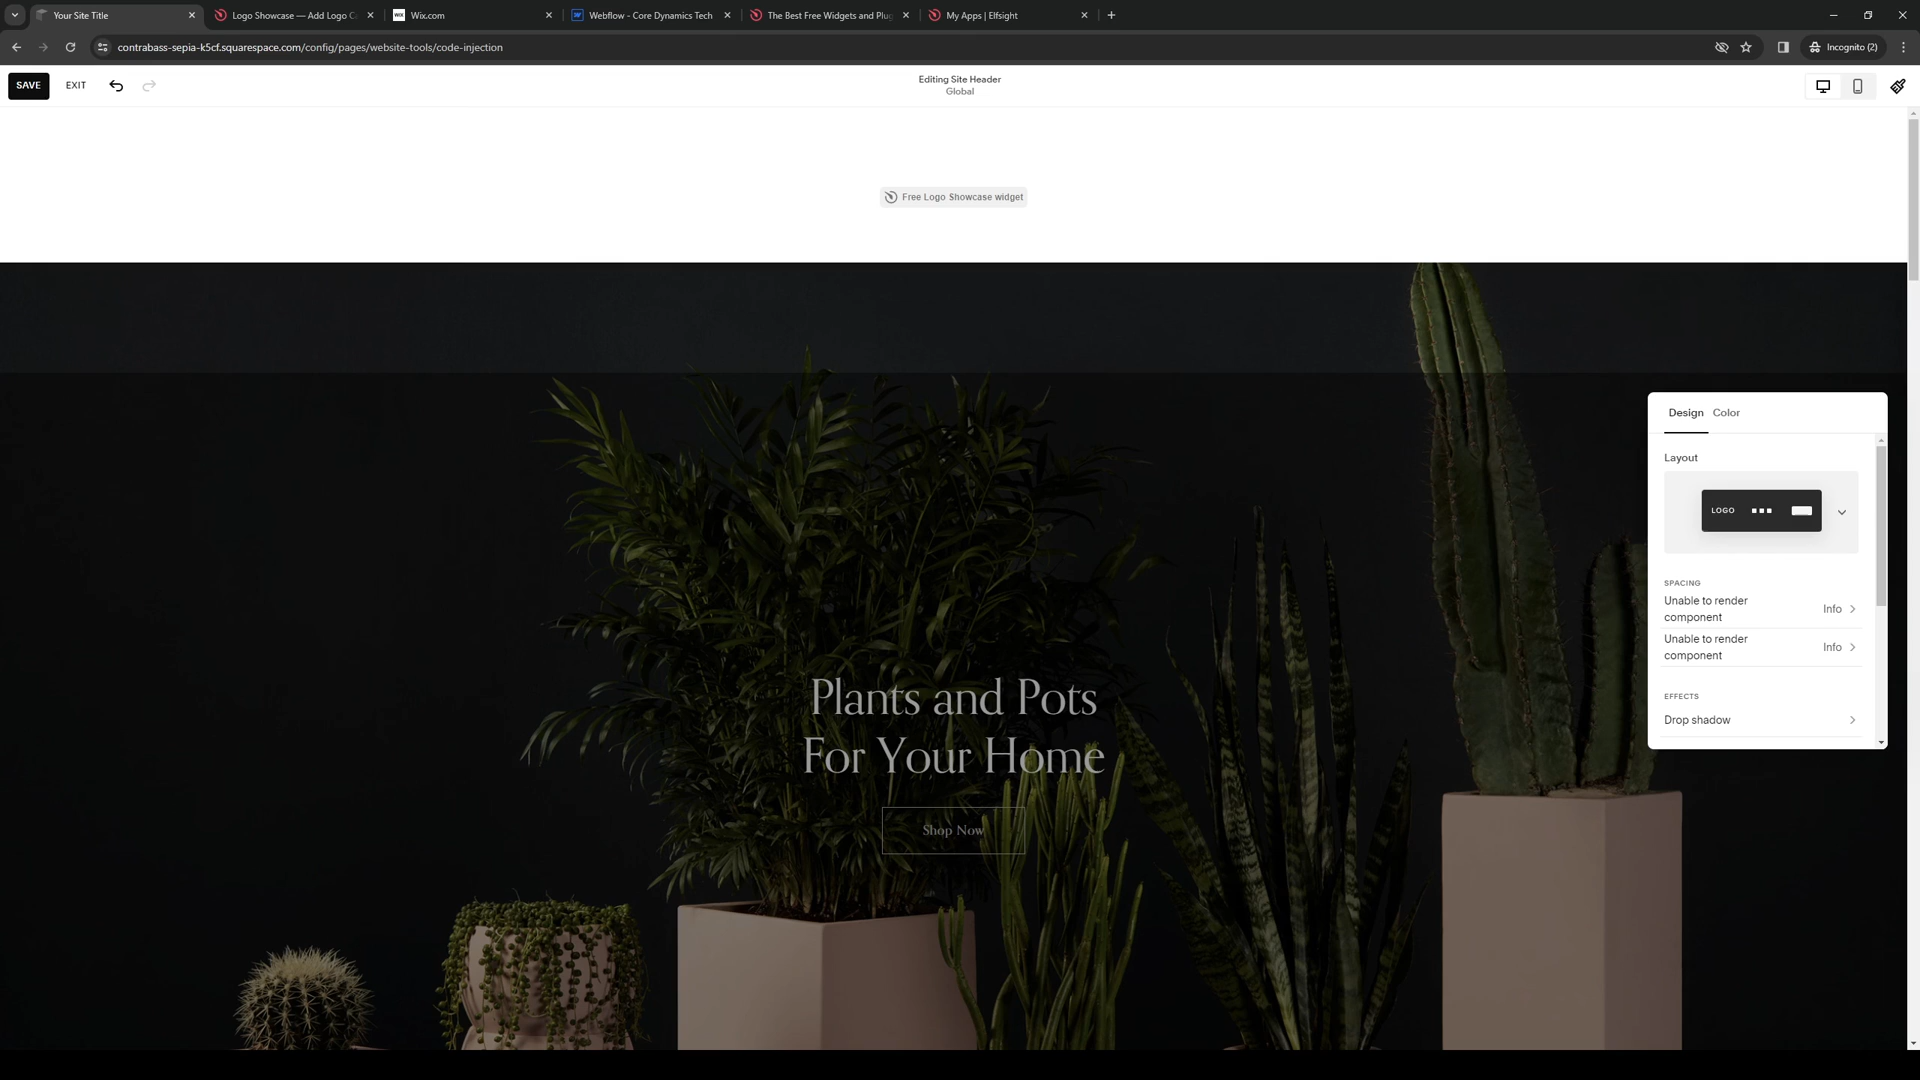 Your Site Title
Logo Showcase — Add Logo Ca
WIX
Wix.com
Webflow - Core Dynamics Tech
The Best Free Widgets and Plug
My Apps | Elfsight
contrabass-sepia-k5cf.squarespace.com/config/pages/website-tools/code-injection
Incognito (2)
SAVE
EXIT
Editing Site Header
Global
Free Logo Showcase widget
Design
Color
Layout
LOGO
SPACING
Unable to render
component
Info
Unable to render
component
Info
EFFECTS
Drop shadow
Plants and Pots
For Your Home
Shop Now